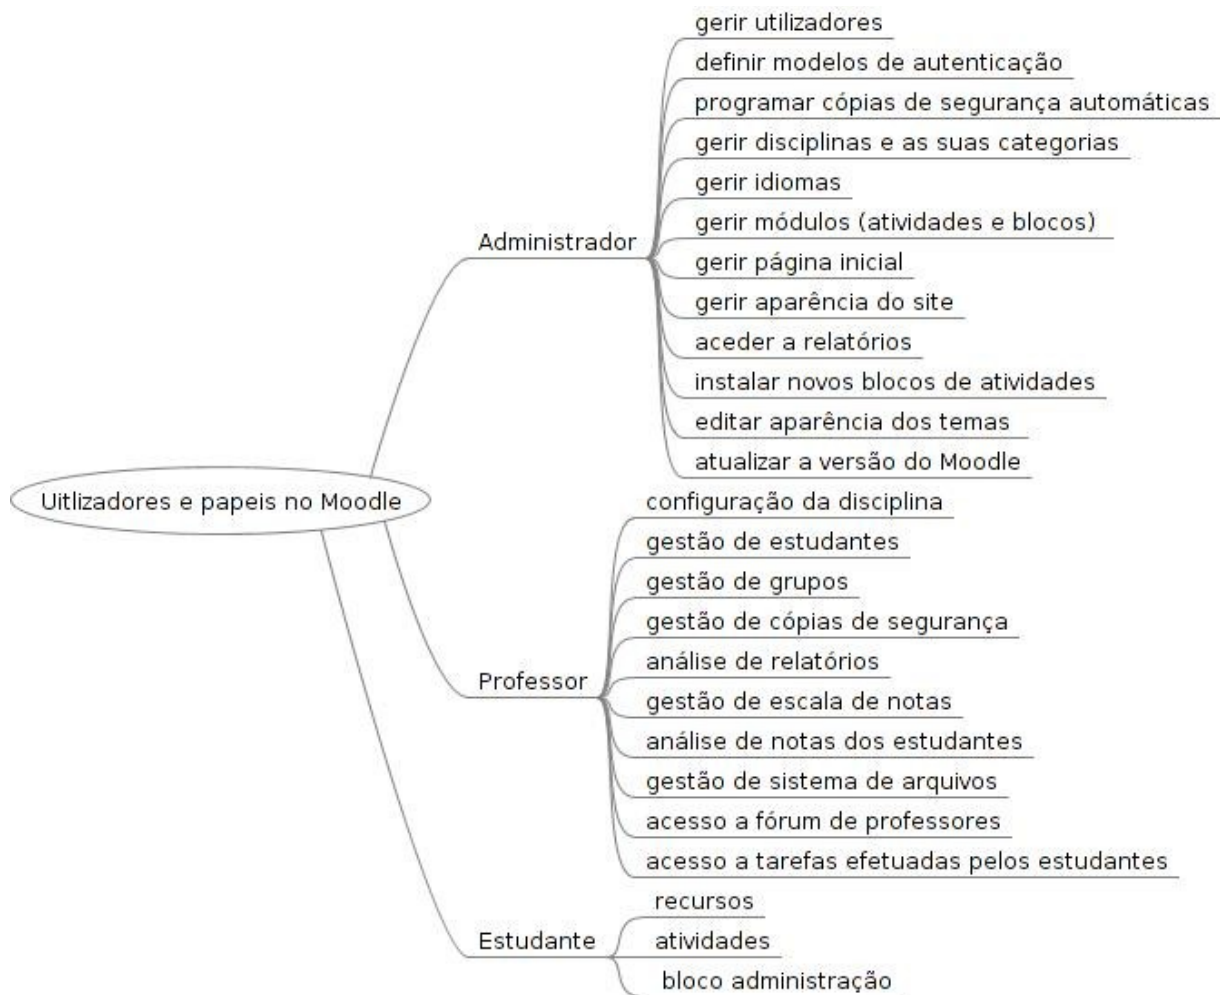 Uitlizadores e papeis no Moodle
Administrador
gerir utilizadores
definir modelos de autenticação
programar cópias de segurança automáticas
gerir disciplinas e as suas categorias
gerir idiomas
gerir módulos (atividades e blocos)
gerir página inicial
gerir aparência do site
aceder a relatórios
instalar novos blocos de atividades
editar aparência dos temas
atualizar a versão do Moodle
Professor
configuração da disciplina
gestão de estudantes
gestão de grupos
gestão de cópias de segurança
análise de relatórios
gestão de escala de notas
análise de notas dos estudantes
gestão de sistema de arquivos
acesso a fórum de professores
acesso a tarefas efetuadas pelos estudantes
Estudante
recursos
atividades
bloco administração